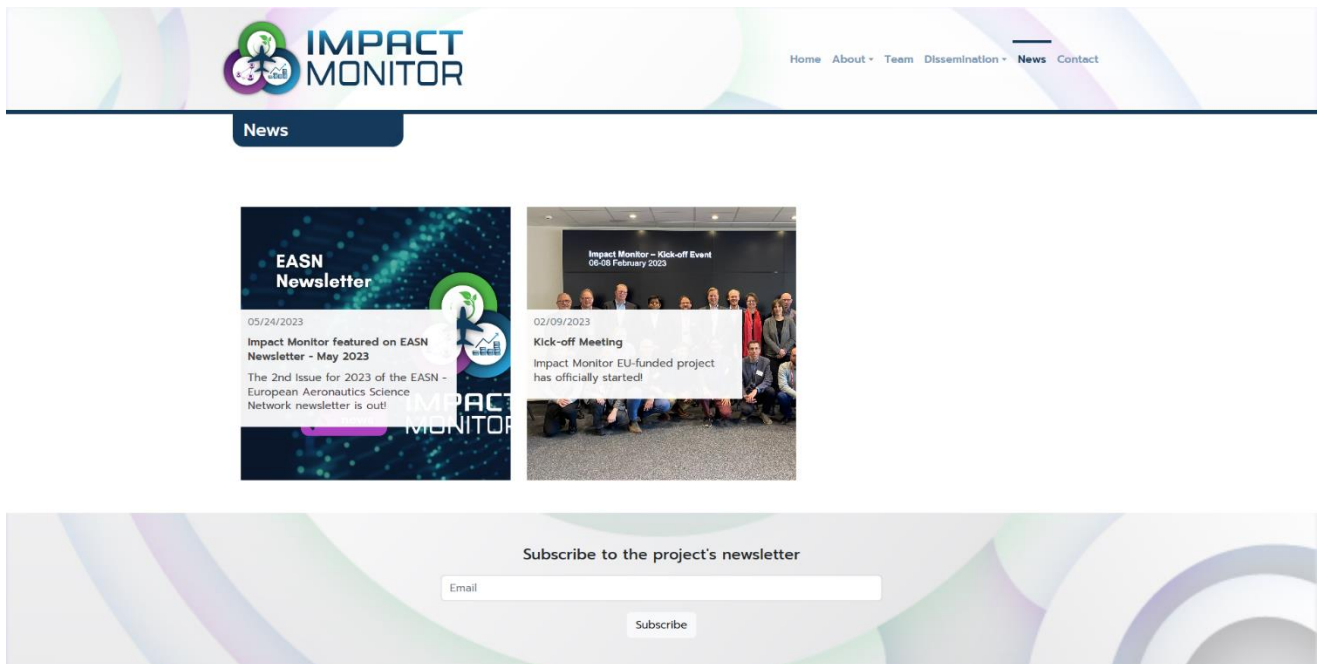 IMPACT
MONITOR
Home About Team Dissemination News Contact
News
EASN
Newsletter
05/24/2023
Impact Monitor featured on EASN
Newsletter - May 2023
The 2nd Issue for 2023 of the EASN -
European Aeronautics Science
Network newsletter is out!
IMPACT
MONITOR
Impact Monitor – Kick-off Event
06-08 February 2023
02/09/2023
Kick-off Meeting
Impact Monitor EU-funded project
has officially started!
Subscribe to the project's newsletter
Email
Subscribe